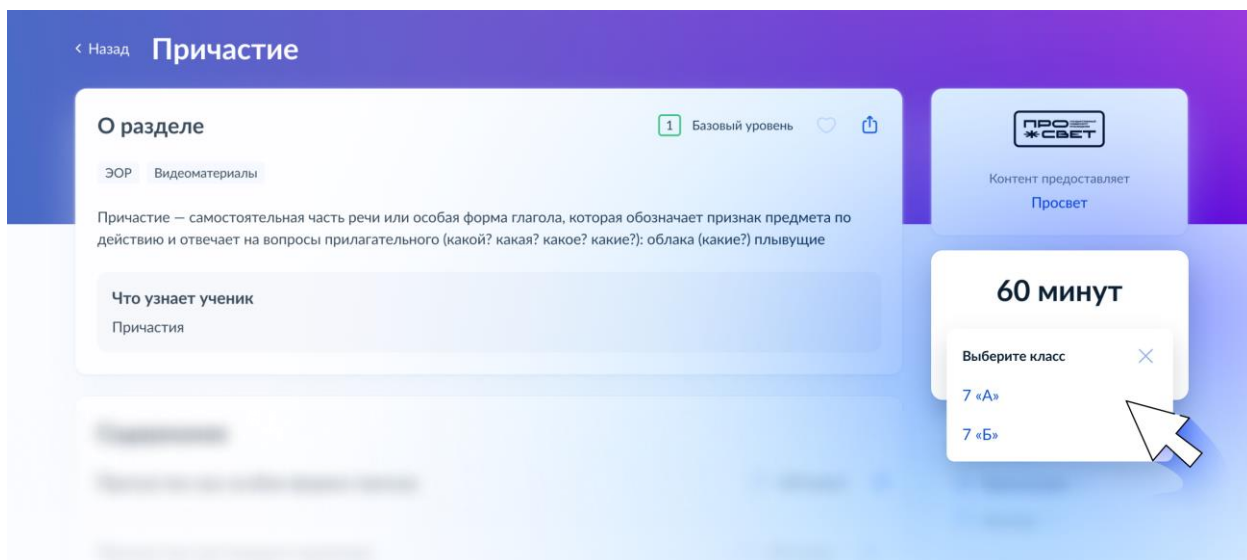 Назад
Причастие
О разделе
1 Базовый уровень
ЭОР Видеоматериалы
Причастие — самостоятельная часть речи или особая форма глагола, которая обозначает признак предмета по
действию и отвечает на вопросы прилагательного (какой? какая? какое? какие?): облака (какие?) плывущие
Что узнает ученик
Причастия
ПРО
СВЕТ
Контент предоставляет
Просвет
60 минут
Выберите класс
7 «А»
7 «Б»